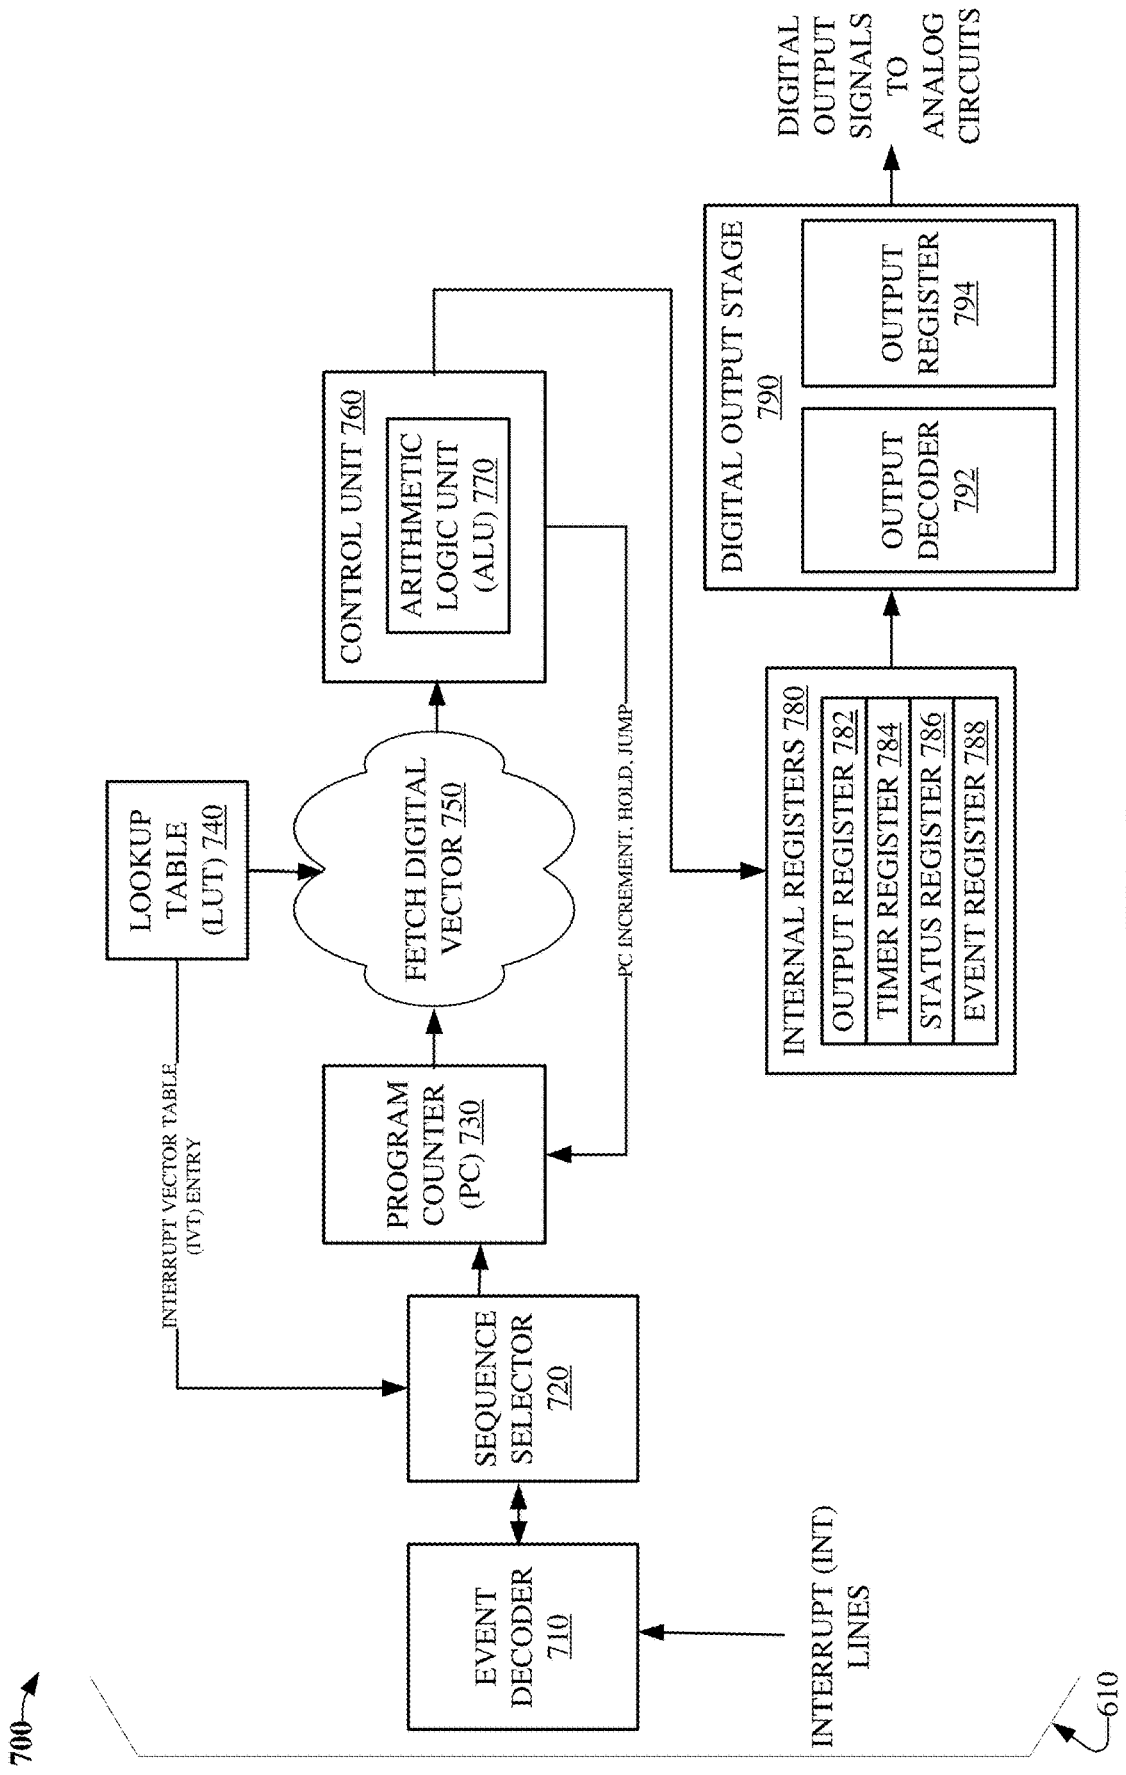 700
610
EVENT
DECODER
710
INTERRUPT (INT)
LINES
SEQUENCE
SELECTOR
720
INTERRUPT VECTOR TABLE
(IVT) ENTRY
PROGRAM
COUNTER
(PC) 730
LOOKUP
TABLE
(LUT) 740
FETCH DIGITAL
VECTOR 750
PC INCREMENT, HOLD, JUMP
CONTROL UNIT 760
ARITHMETIC
LOGIC UNIT
(ALU) 770
INTERNAL REGISTERS 780
OUTPUT REGISTER 782
TIMER REGISTER 784
STATUS REGISTER 786
EVENT REGISTER 788
DIGITAL OUTPUT STAGE
790
OUTPUT
DECODER
792
OUTPUT
REGISTER
794
DIGITAL
OUTPUT
SIGNALS
TO
ANALOG
CIRCUITS